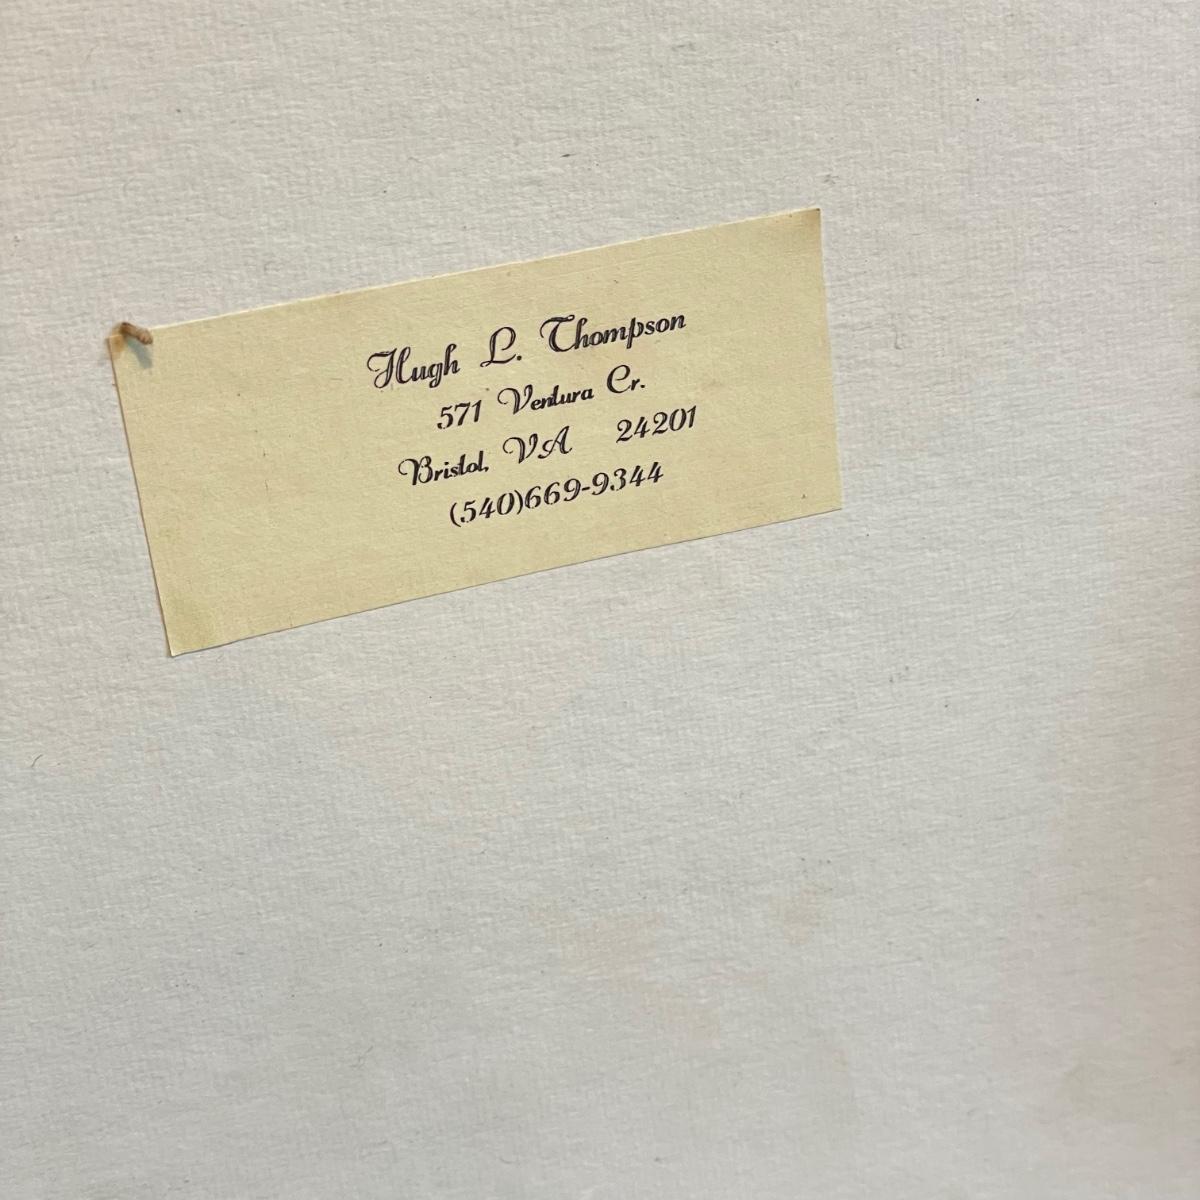 Hugh L. Thompson
571 Ventura Cr.
Bristol, VA 24201
(540)669-9344